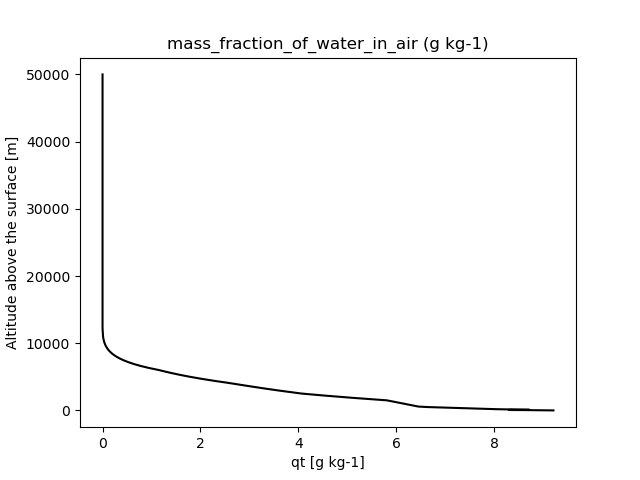 mass_fraction_of_water_in_air (g kg-1)
50000
40000
30000
20000
10000
0
Altitude above the surface [m]
0 2 4 6 8
qt [g kg-1]